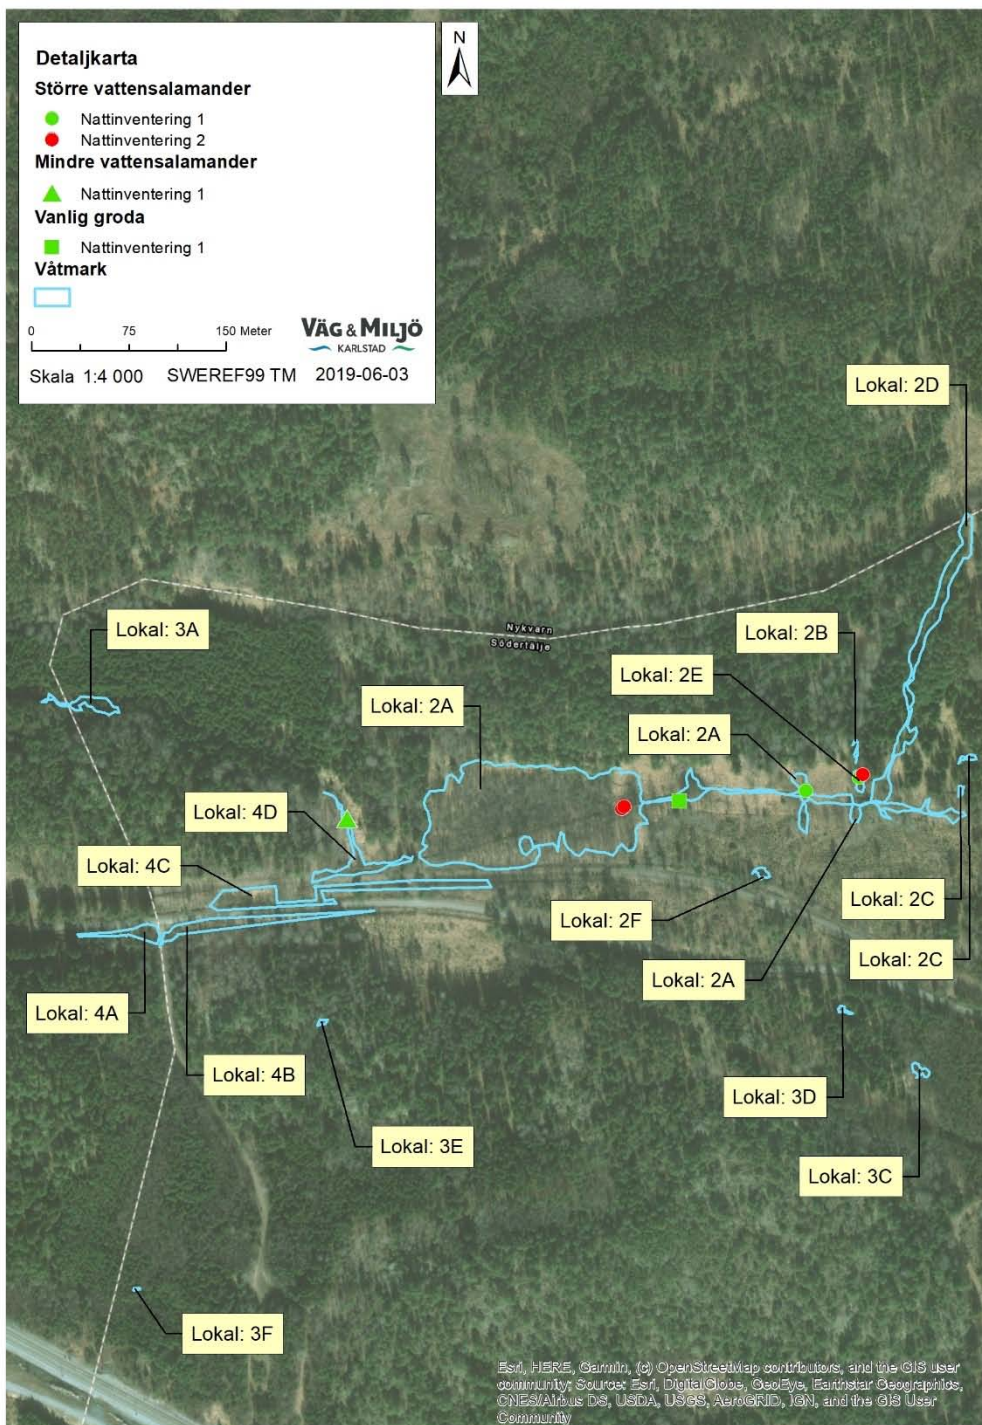 Detaljkarta
Större vattensalamander
Nattinventering 1
Nattinventering 2
Mindre vattensalamander
Nattinventering 1
Vanlig groda
Nattinventering 1
Våtmark
0 75 150 Meter
VÄG & MILJÖ
KARLSTAD
Skala 1:4 000 SWEREF99 TM 2019-06-03
N
Lokal: 2D
Lokal: 3A
Nykvarn
Södertälje
Lokal: 2B
Lokal: 2E
Lokal: 2A
Lokal: 2A
Lokal: 4D
Lokal: 4C
Lokal: 2C
Lokal: 2F
Lokal: 2C
Lokal: 2A
Lokal: 4A
Lokal: 4B
Lokal: 3D
Lokal: 3E
Lokal: 3C
Lokal: 3F
Esri, HERE, Garmin, (c) OpenStreetMap contributors, and the GIS user
community; Source: Esri, DigitalGlobe, GeoEye, Earthstar Geographics,
CNES/Airbus DS, USDA, USGS, AeroGRID, IGN, and the GIS User
Community